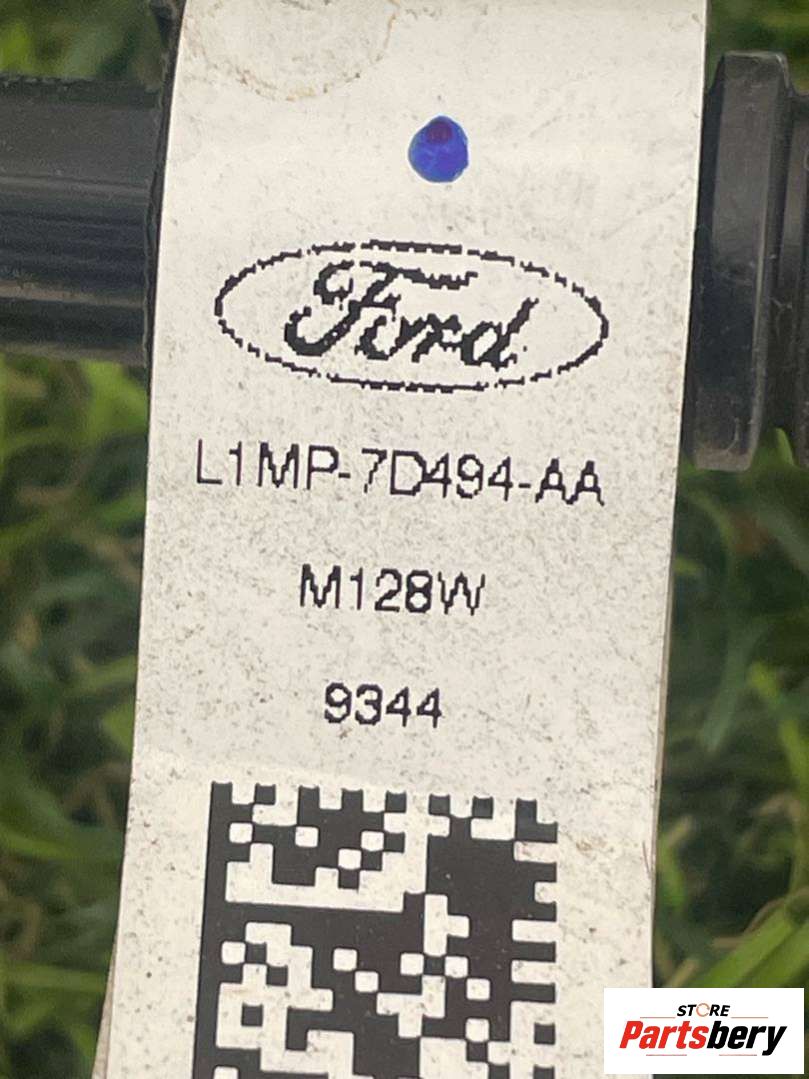 Ford
L1MP-7D494-AA
M128W
9344
STORE
Partsbery